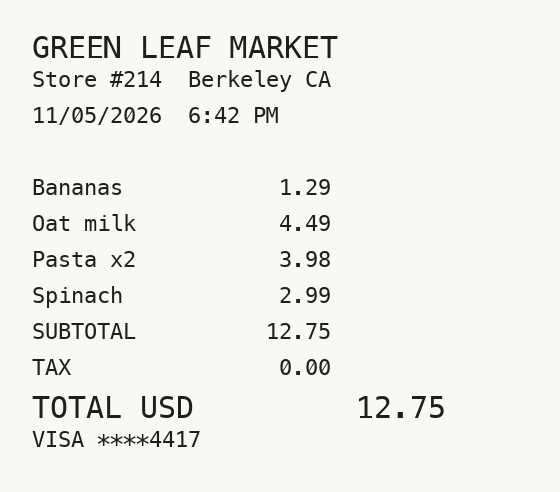 GREEN LEAF MARKET
Store #214  Berkeley CA
11/05/2026  6:42 PM
Bananas            1.29
Oat milk           4.49
Pasta x2           3.98
Spinach            2.99
SUBTOTAL          12.75
TAX                0.00
TOTAL USD         12.75
VISA ****4417